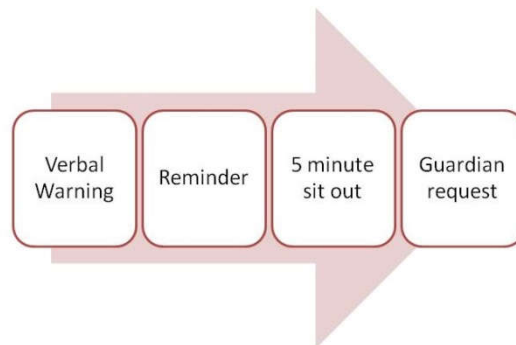 Verbal
Warning
Reminder
5 minute
sit out
Guardian
request